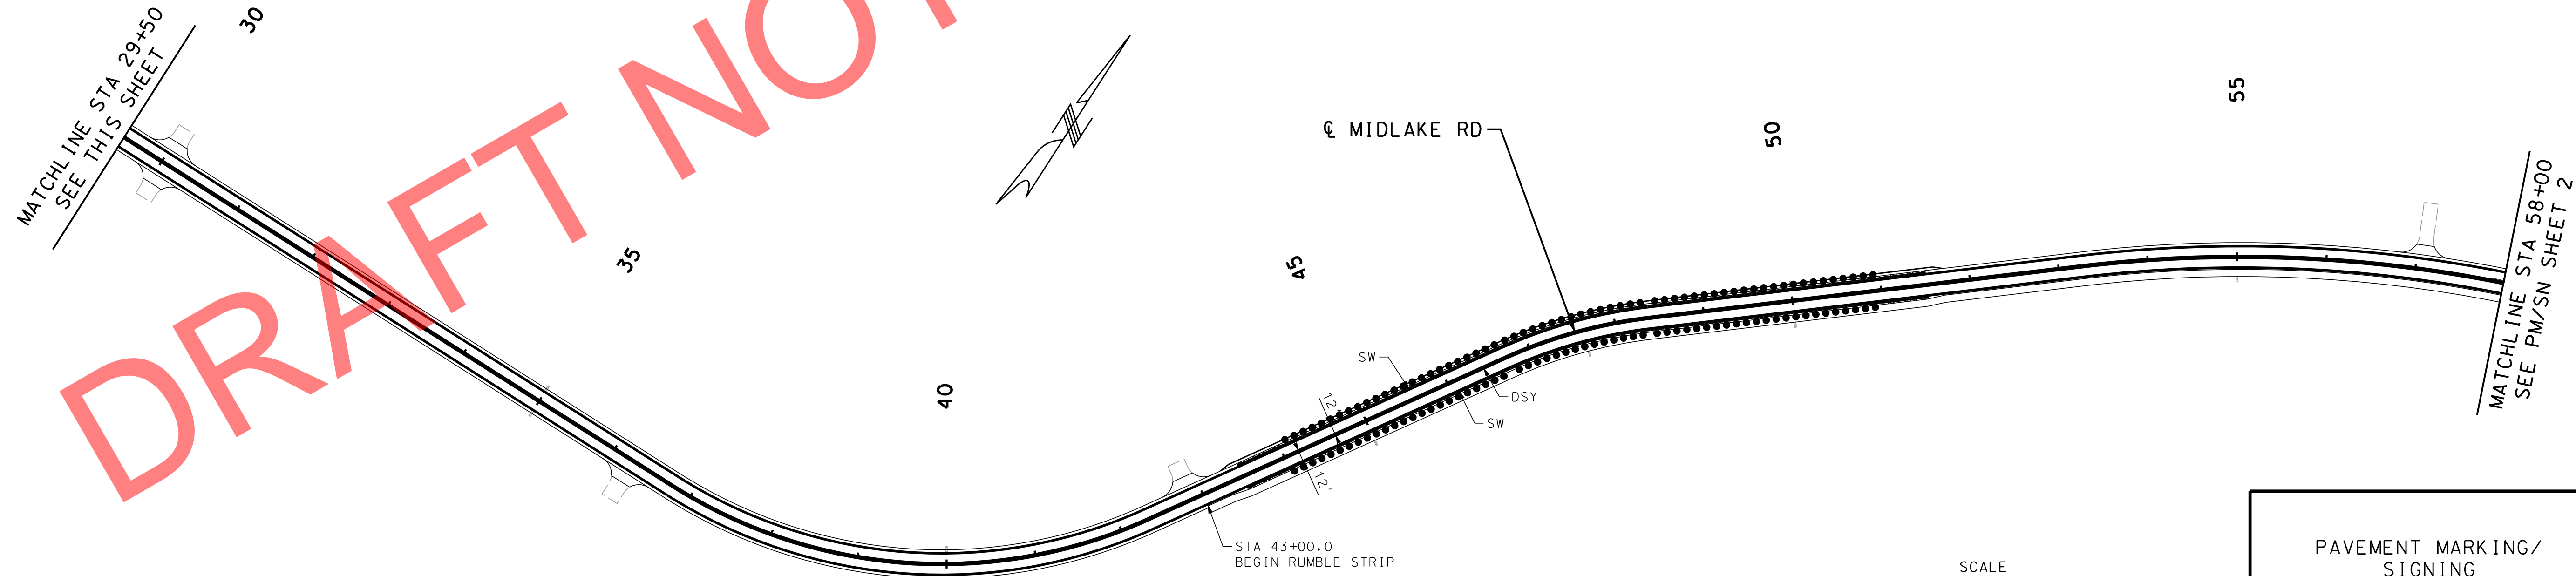 MATCHLINE STA 29+50
SEE THIS SHEET
30
DRAFT NOT
35
40
45
50
55
℄ MIDLAKE RD
SW
12'
12'
DSY
SW
STA 43+00.0
BEGIN RUMBLE STRIP
MATCHLINE STA 58+00
SEE PM/SN SHEET 2
SCALE
PAVEMENT MARKING/
SIGNING